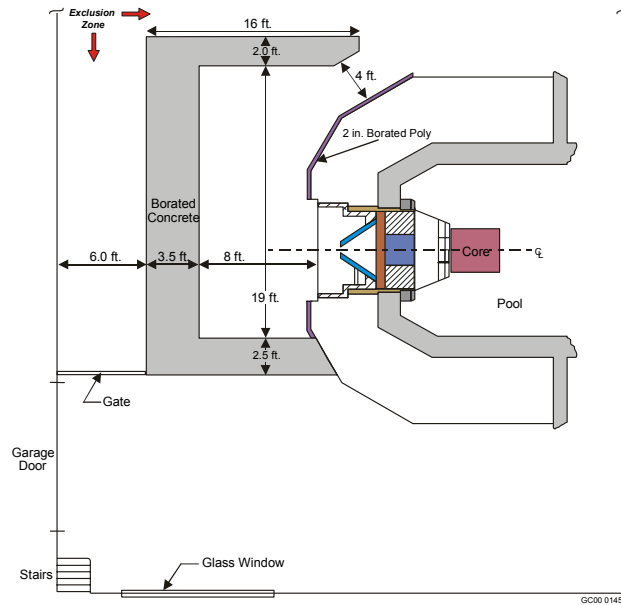 Exclusion
Zone
16 ft.
2.0 ft.
4 ft.
2 in. Borated Poly
Borated
Concrete
6.0 ft.
3.5 ft.
8 ft.
Core
℄
Pool
19 ft.
2.5 ft.
Gate
Garage
Door
Glass Window
Stairs
GC00 0145